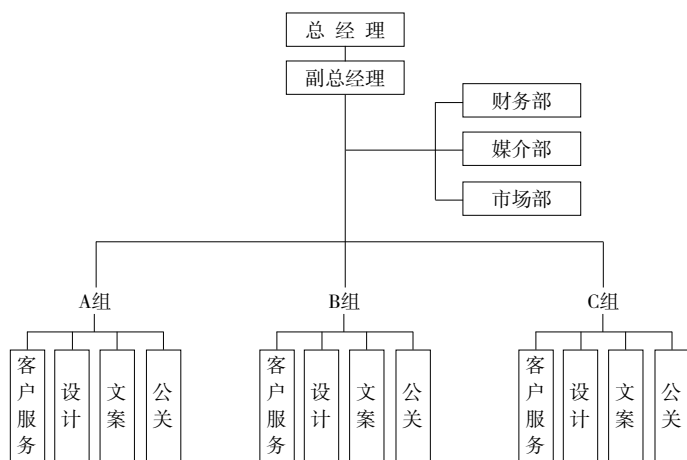 总经理
副总经理
财务部
媒介部
市场部
A组
B组
C组
客户服务
设计
文案
公关
客户服务
设计
文案
公关
客户服务
设计
文案
公关